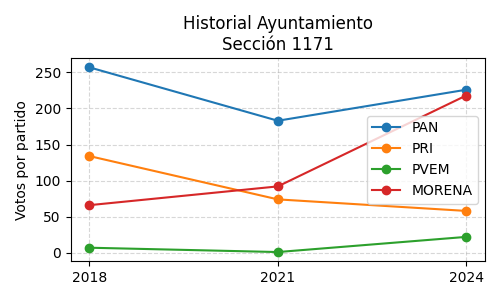 Historial Ayuntamiento
Sección 1171
Votos por partido
250
200
150
100
50
0
2018
2021
2024
PAN
PRI
PVEM
MORENA